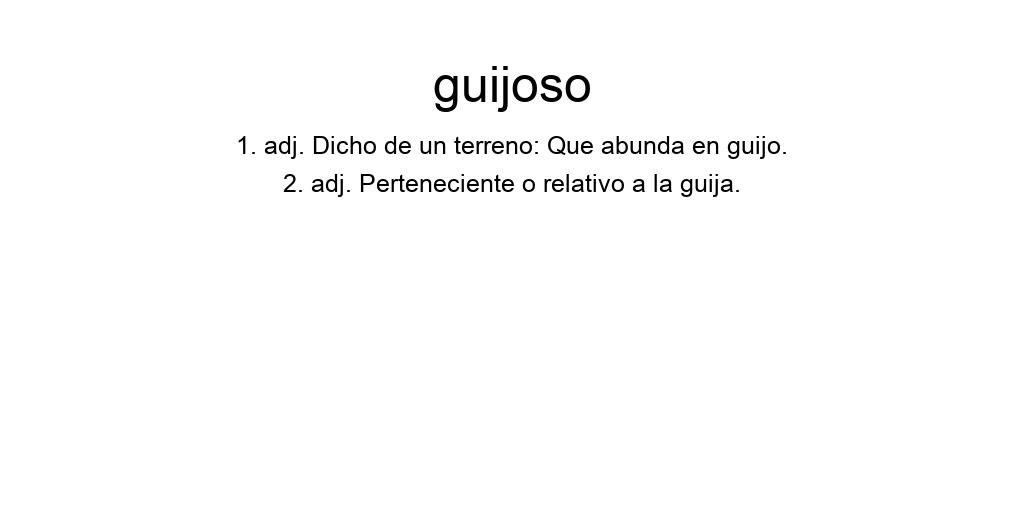 guijoso
1. adj. Dicho de un terreno: Que abunda en guijo.
2. adj. Perteneciente o relativo a la guija.